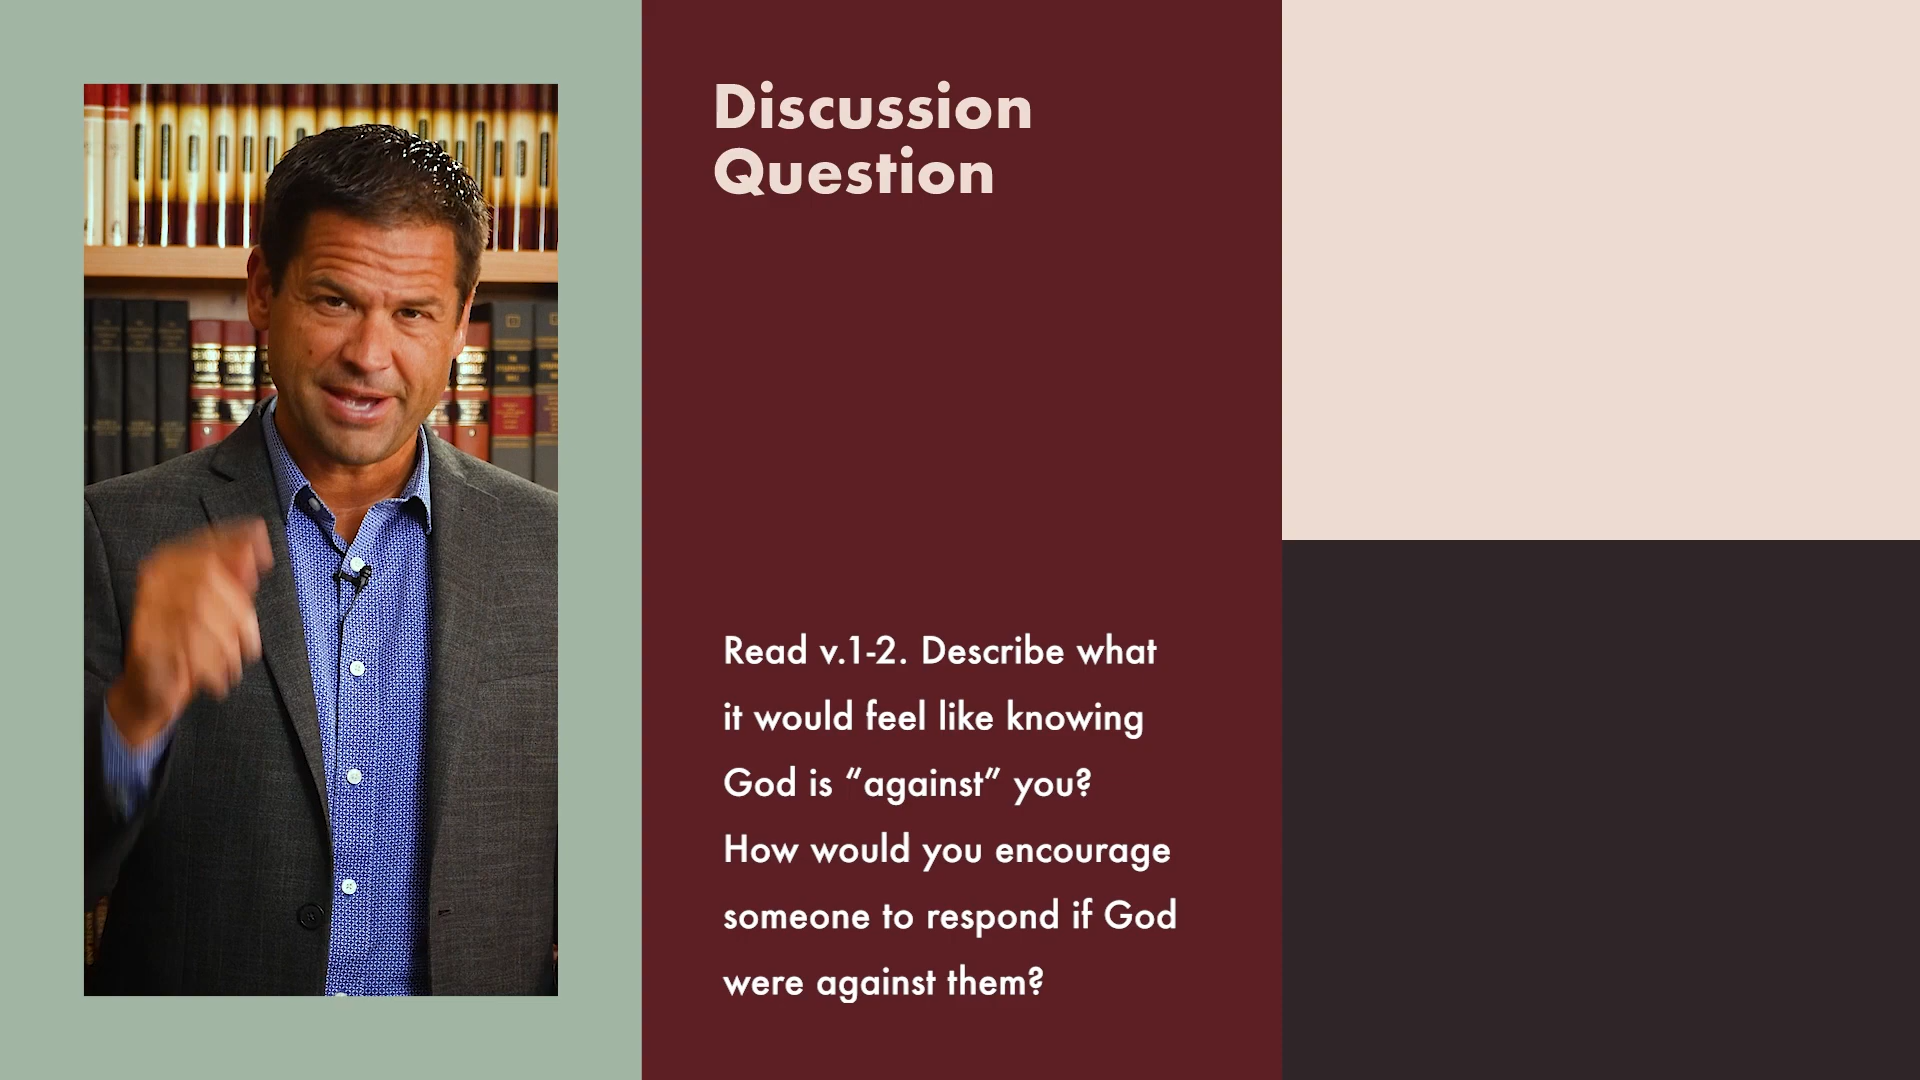 Discussion
Question
Read v.1-2. Describe what
it would feel like knowing
God is “against” you?
How would you encourage
someone to respond if God
were against them?